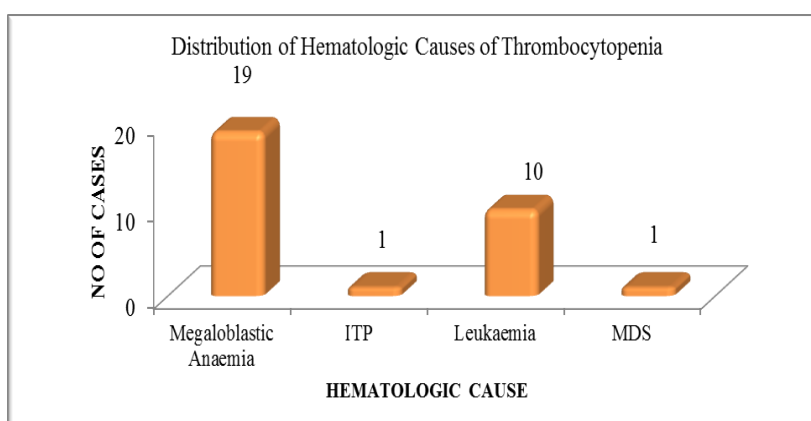 Distribution of Hematologic Causes of Thrombocytopenia
19
20
10
1
10
1
0
NO OF CASES
Megaloblastic
Anaemia
ITP
Leukaemia
MDS
HEMATOLOGIC CAUSE